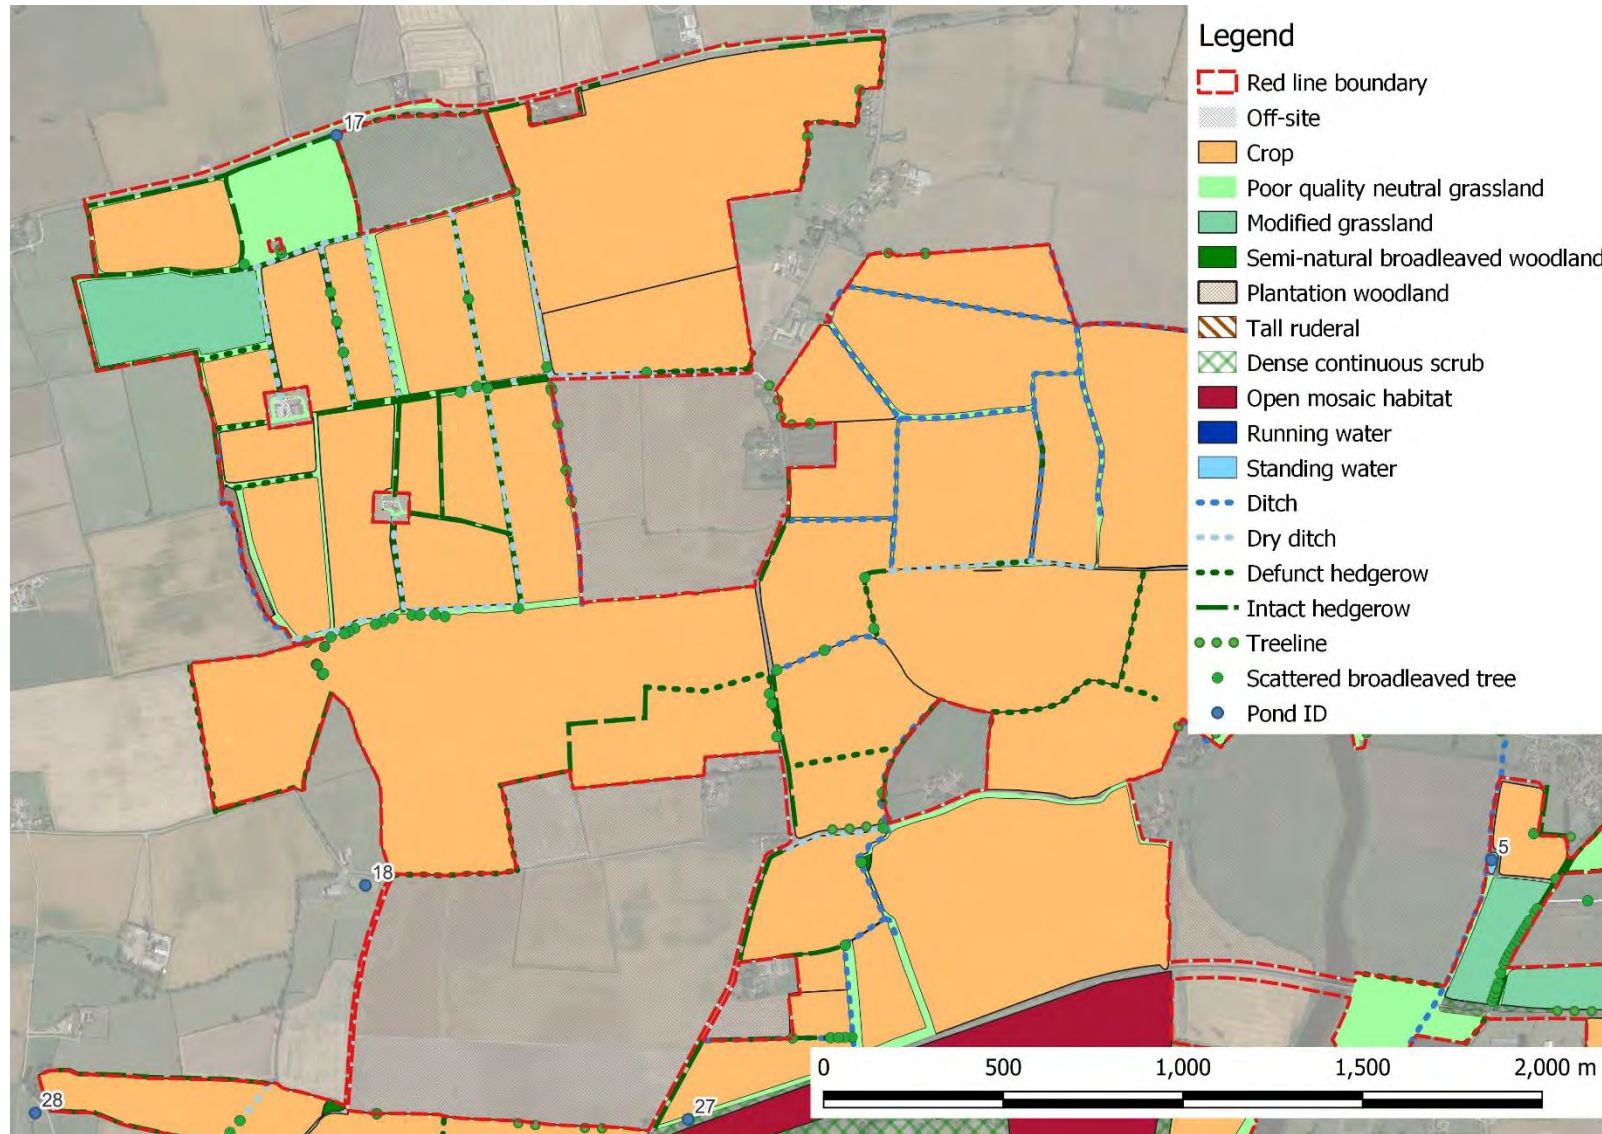 Legend
Red line boundary
Off-site
Crop
Poor quality neutral grassland
Modified grassland
Semi-natural broadleaved woodland
Plantation woodland
Tall ruderal
Dense continuous scrub
Open mosaic habitat
Running water
Standing water
Ditch
Dry ditch
Defunct hedgerow
Intact hedgerow
Treeline
Scattered broadleaved tree
Pond ID
17
5
18
28
27
0 500 1,000 1,500 2,000 m